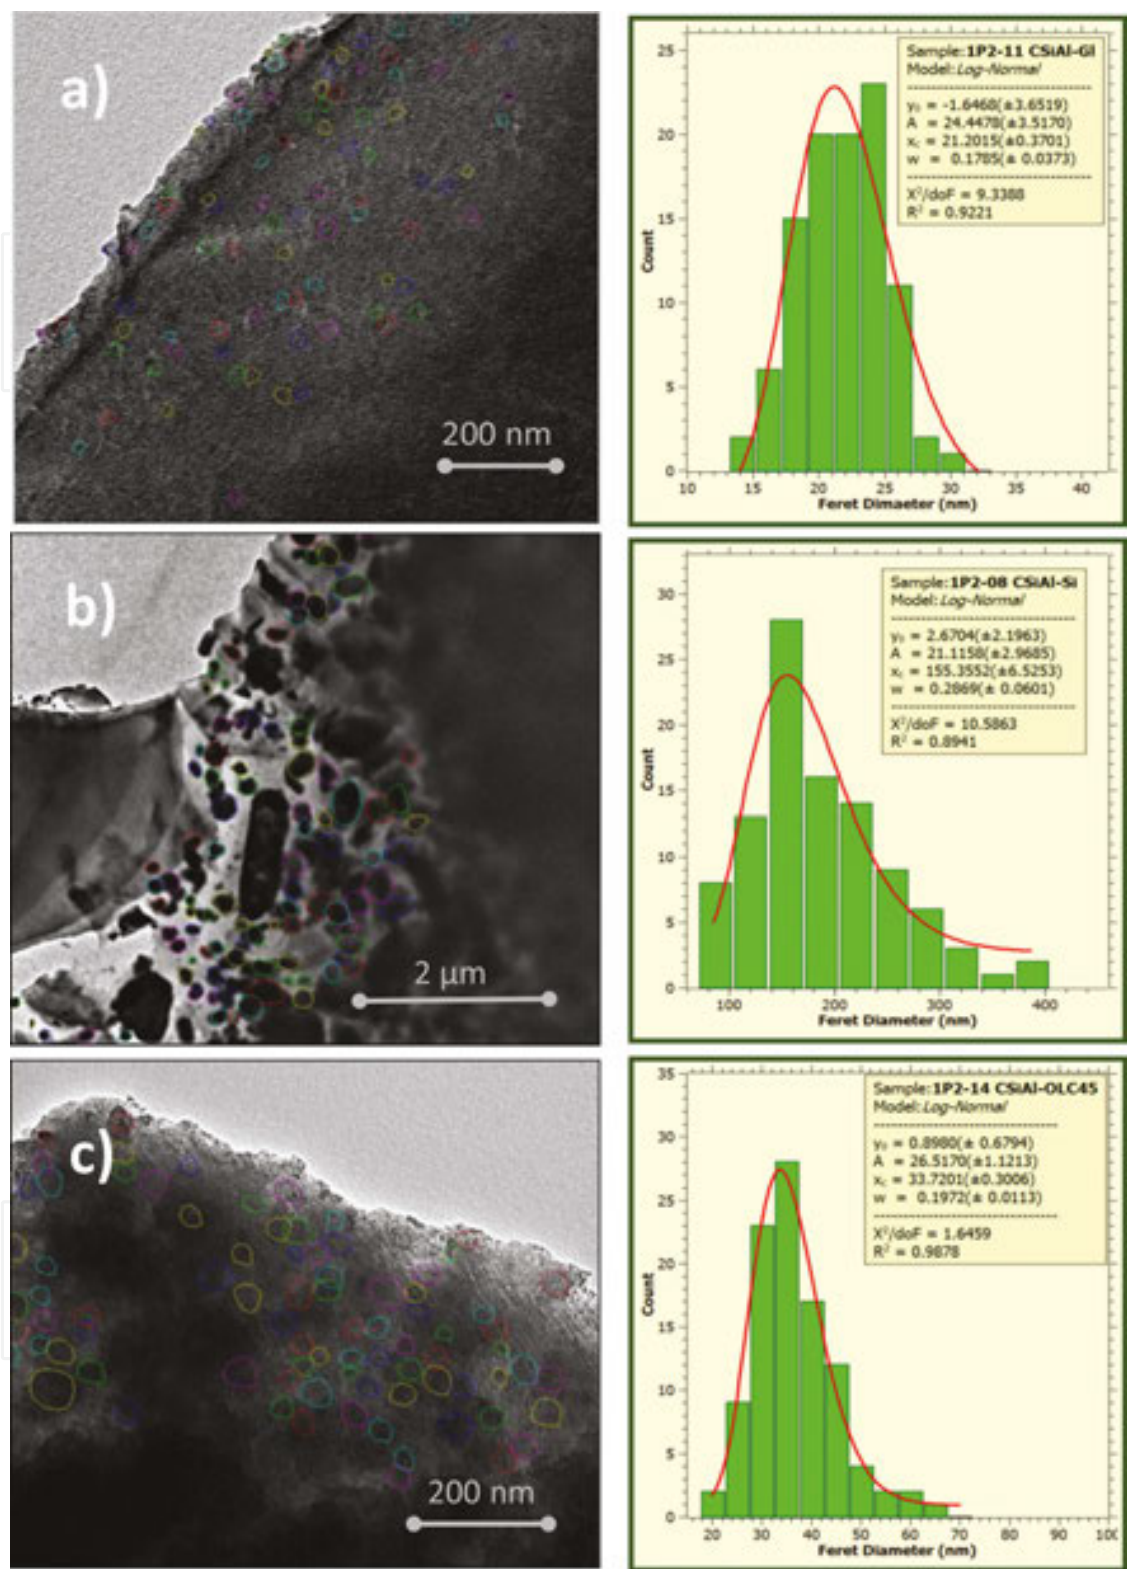 a)
200 nm
Sample: 1P2-11 CSiAl-Gl
Model: Log-Normal
y₀ = -1.6468(±3.6519)
A = 24.4478(±3.5170)
x꜀ = 21.2015(±0.3701)
w = 0.1785(± 0.0373)
X²/doF = 9.3388
R² = 0.9221
Count
25
20
15
10
5
0
10 15 20 25 30 35 40
Feret Dimaeter (nm)
b)
2 µm
Sample: 1P2-08 CSiAl-Si
Model: Log-Normal
y₀ = 2.6704(±2.1963)
A = 21.1158(±2.9685)
x꜀ = 155.3552(±6.5253)
w = 0.2869(± 0.0601)
X²/doF = 10.5863
R² = 0.8941
Count
30
25
20
15
10
5
0
100 200 300 400
Feret Diameter (nm)
c)
200 nm
Sample: 1P2-14 CSiAl-OLC45
Model: Log-Normal
y₀ = 0.8980(± 0.6794)
A = 26.5170(±1.1213)
x꜀ = 33.7201(±0.3006)
w = 0.1972(± 0.0113)
X²/doF = 1.6459
R² = 0.9878
Count
35
30
25
20
15
10
5
0
20 30 40 50 60 70 80 90 100
Feret Diameter (nm)